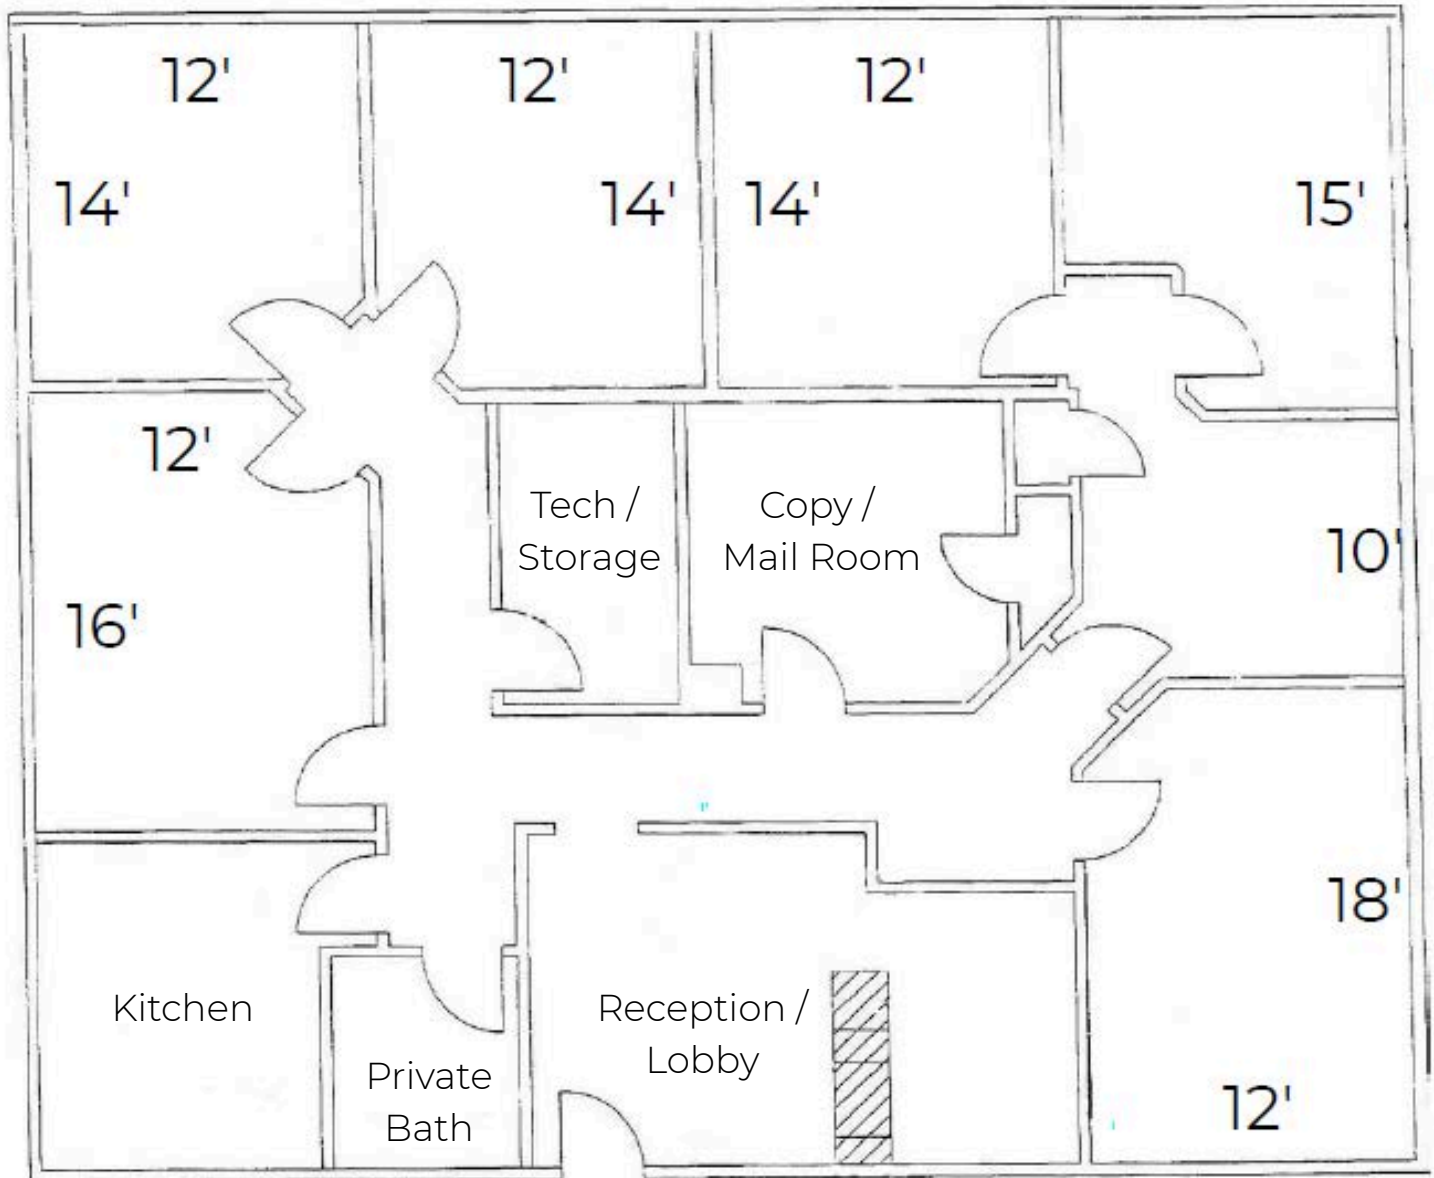 12'
12'
12'
14'
14'
14'
15'
12'
Tech /
Storage
Copy /
Mail Room
10'
16'
18'
Kitchen
Reception /
Lobby
Private
Bath
12'